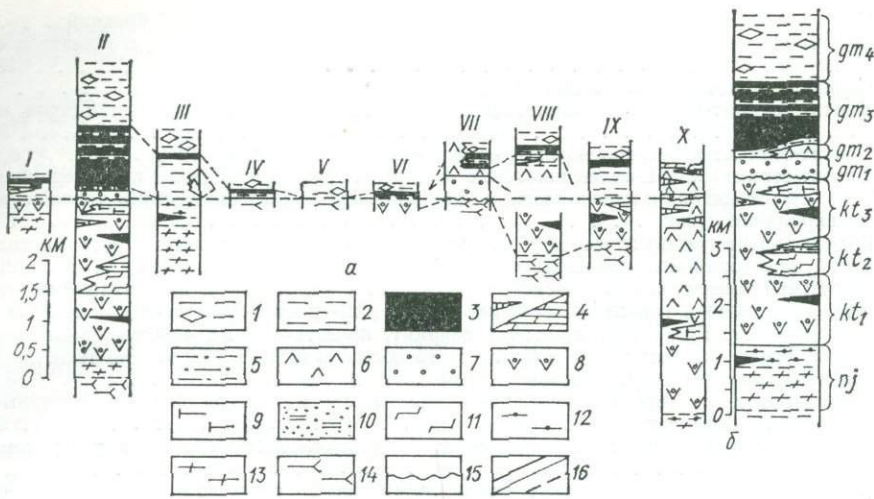 I
II
III
IV
V
VI
VII
VIII
IX
X
км
2
1,5
1
0,5
0
а
1
2
3
4
5
6
7
8
9
10
11
12
13
14
15
16
км
3
2
1
0
б
gm4
gm3
gm2
gm1
kt3
kt2
kt1
nj